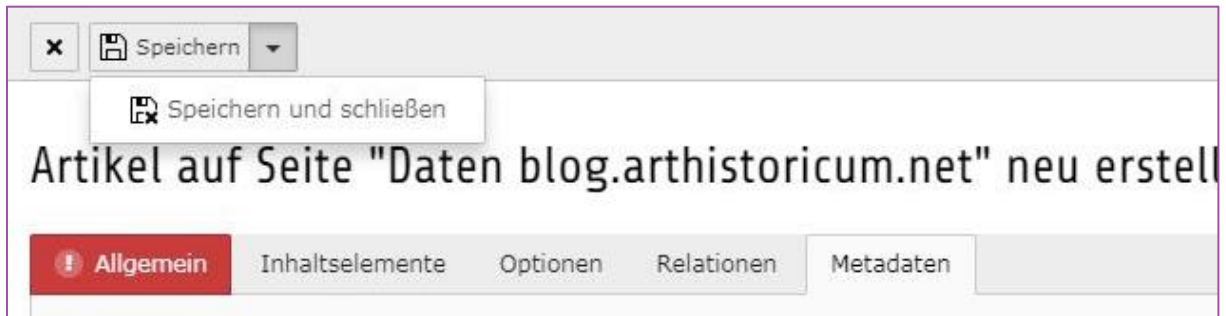 Speichern
Speichern und schließen
Artikel auf Seite "Daten blog.arthistoricum.net" neu erstell
Allgemein Inhaltselemente Optionen Relationen Metadaten